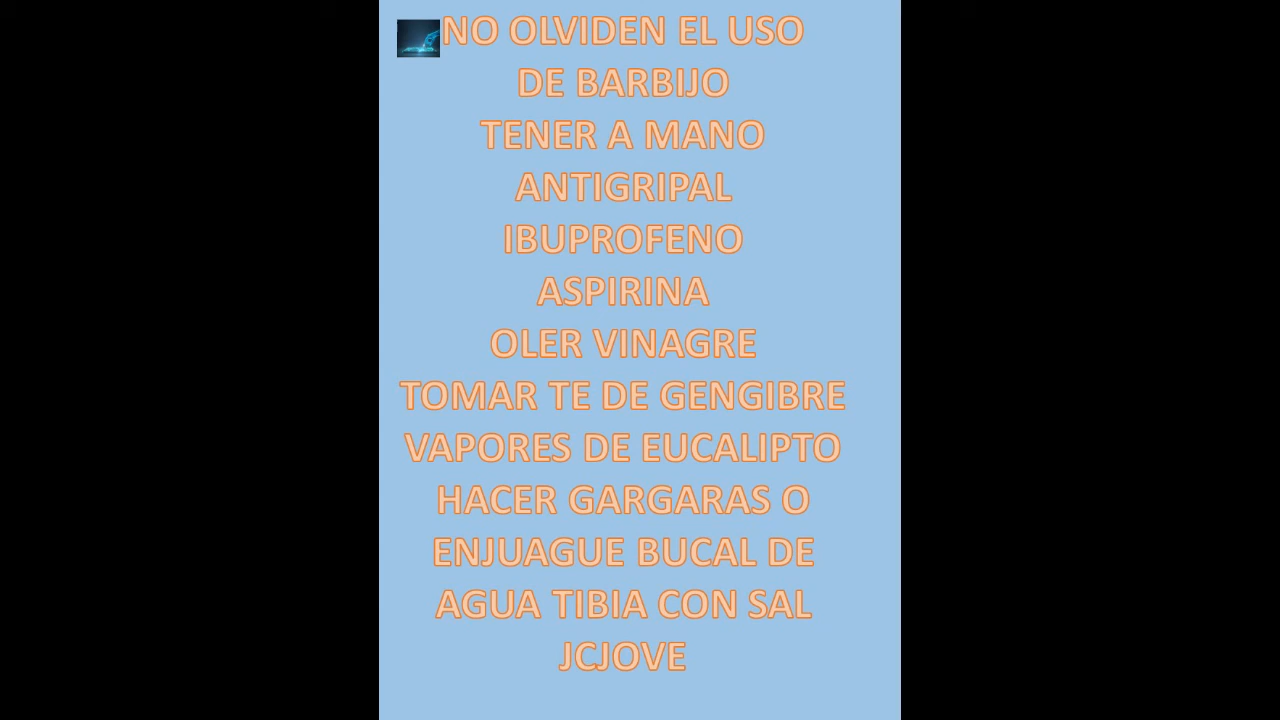 NO OLVIDEN EL USO
DE BARBIJO
TENER A MANO
ANTIGRIPAL
IBUPROFENO
ASPIRINA
OLER VINAGRE
TOMAR TE DE GENGIBRE
VAPORES DE EUCALIPTO
HACER GARGARAS O
ENJUAGUE BUCAL DE
AGUA TIBIA CON SAL
JCJOVE